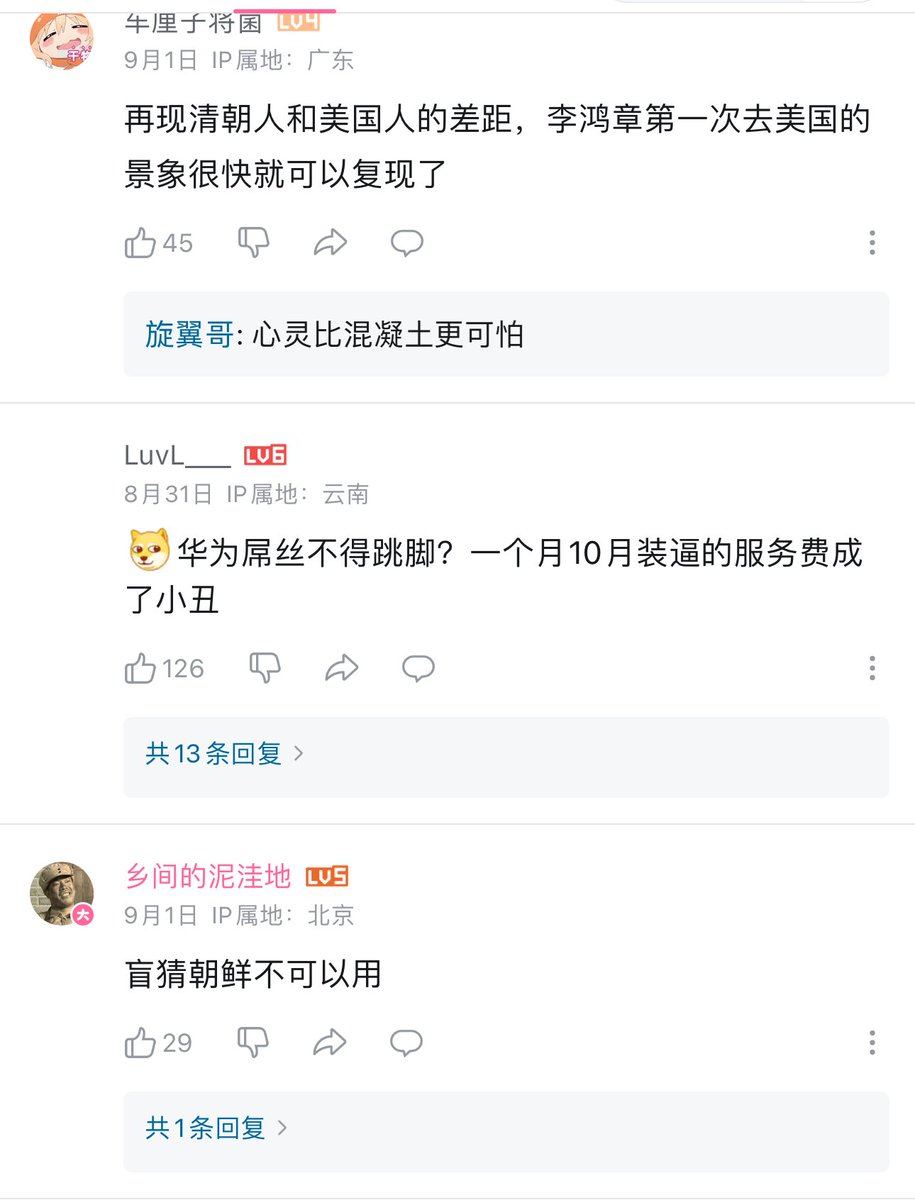 车厘子将菌 LV4
9月1日 IP属地：广东
再现清朝人和美国人的差距，李鸿章第一次去美国的
景象很快就可以复现了
45
旋翼哥: 心灵比混凝土更可怕
LuvL___ LV6
8月31日 IP属地：云南
华为屌丝不得跳脚？一个月10月装逼的服务费成
了小丑
126
共13条回复 >
乡间的泥洼地 LV5
大
9月1日 IP属地：北京
盲猜朝鲜不可以用
29
共1条回复 >